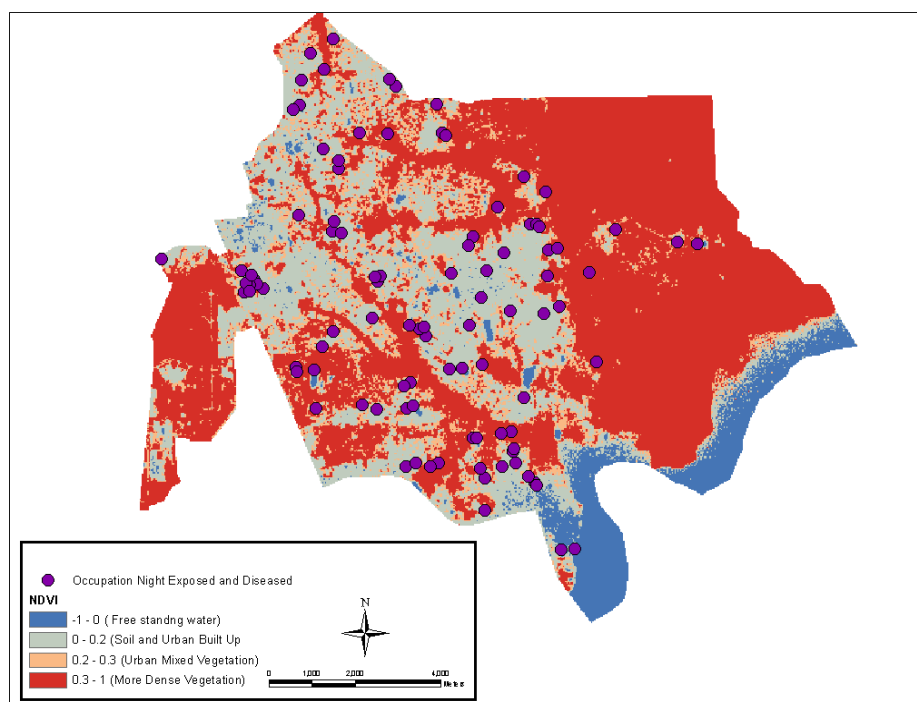 Occupation Night Exposed and Diseased
NDVI
-1 - 0 ( Free standng water)
0 - 0.2 (Soil and Urban Built Up
0.2 - 0.3 (Urban Mixed Vegetation)
0.3 - 1 (More Dense Vegetation)
N
0 1,000 2,000 4,000
Meters